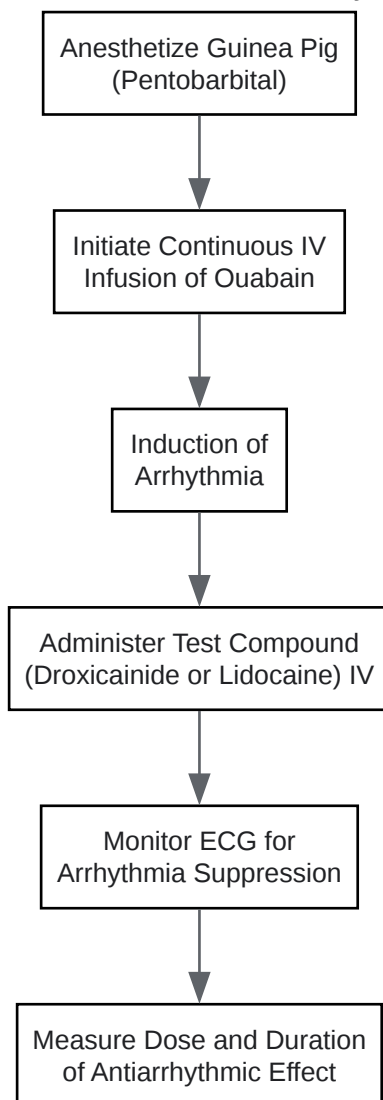 Anesthetize Guinea Pig
(Pentobarbital)
Initiate Continuous IV
Infusion of Ouabain
Induction of
Arrhythmia
Administer Test Compound
(Droxicainide or Lidocaine) IV
Monitor ECG for
Arrhythmia Suppression
Measure Dose and Duration
of Antiarrhythmic Effect